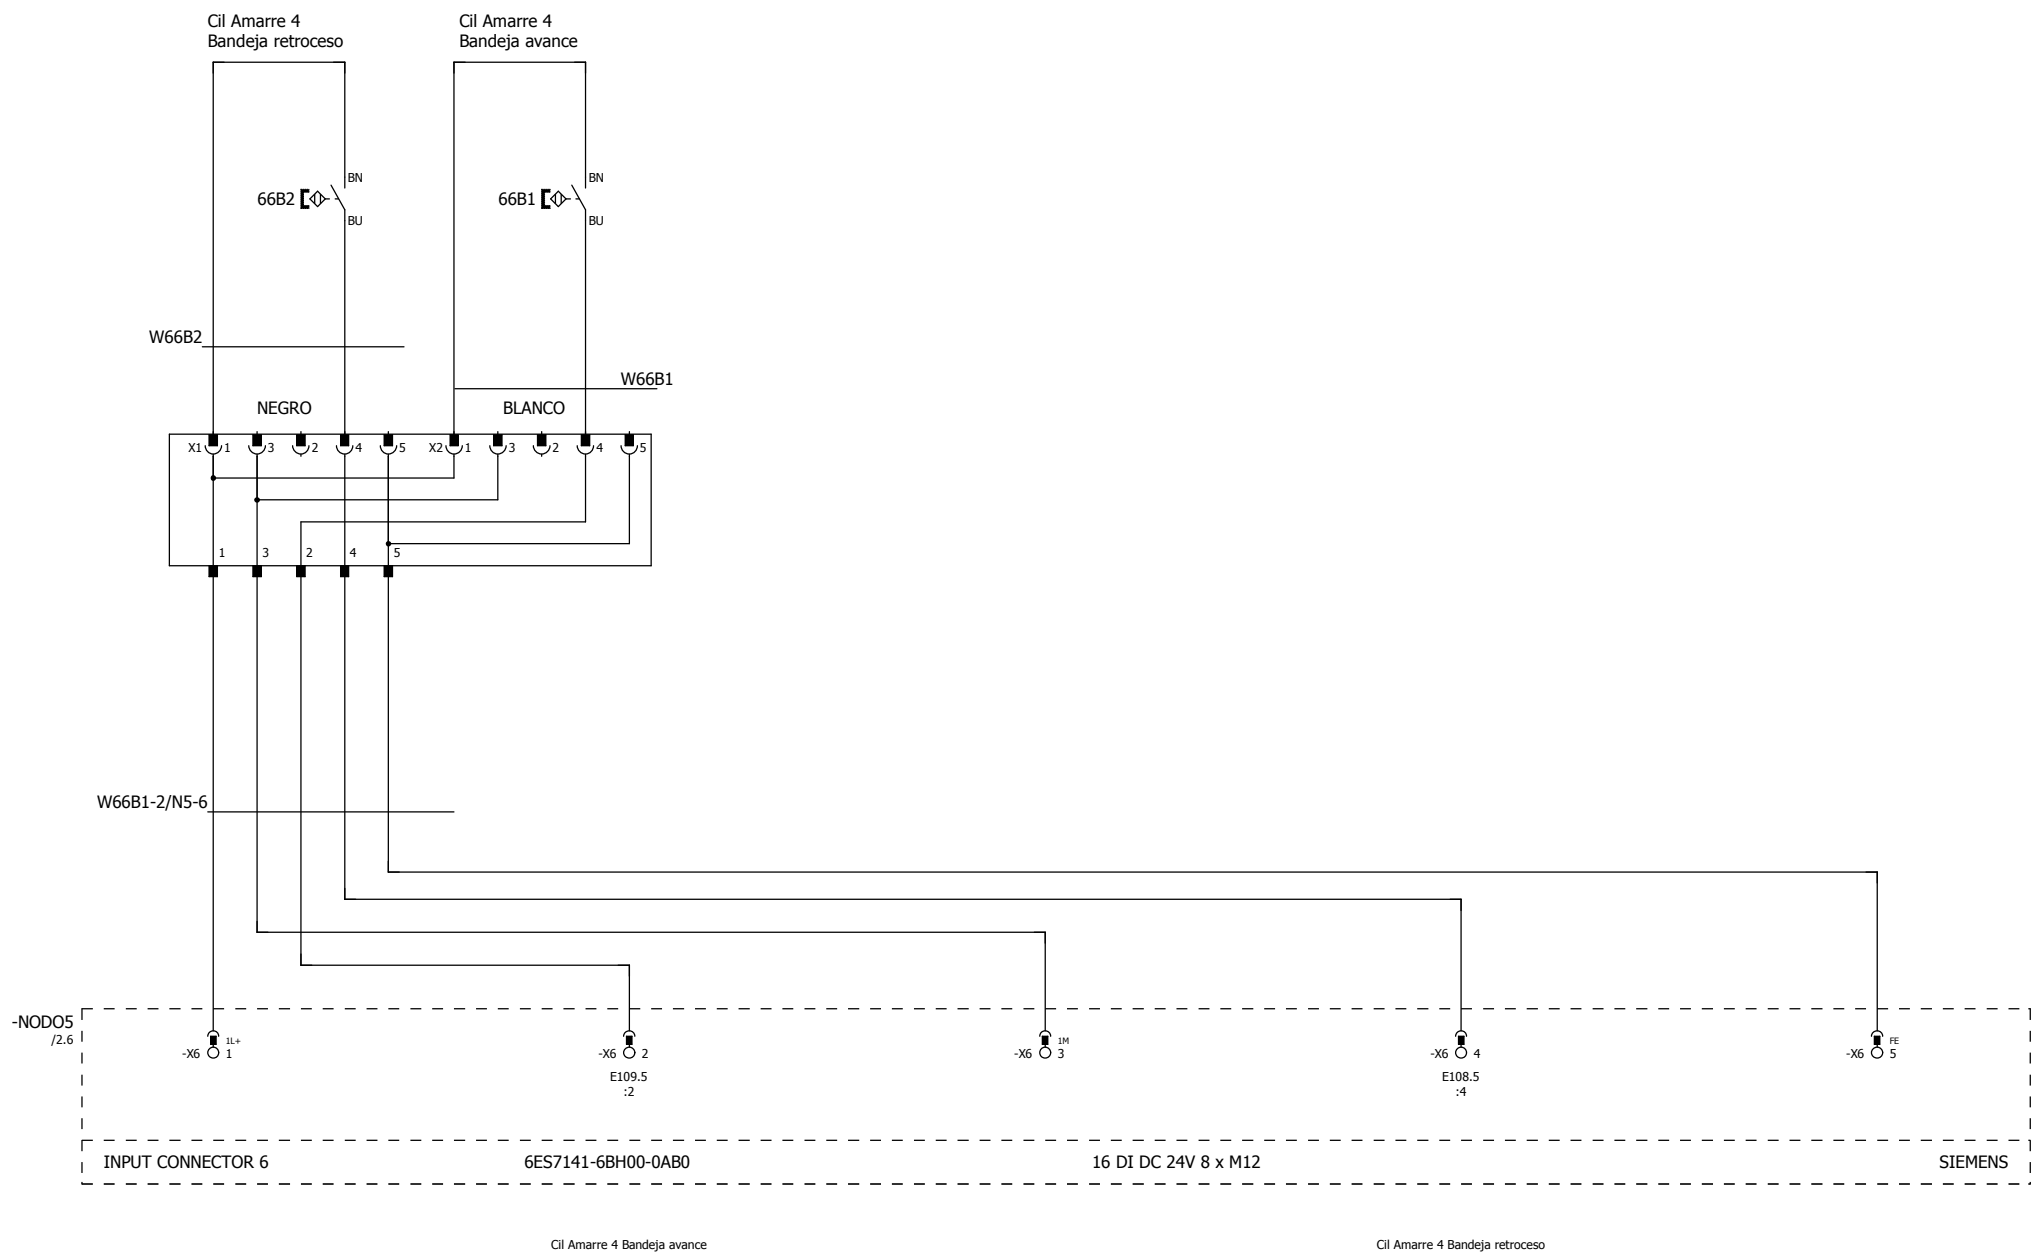 Cil Amarre 4
Bandeja retroceso
Cil Amarre 4
Bandeja avance
BN
66B2
BU
BN
66B1
BU
W66B2
W66B1
NEGRO
BLANCO
X1 1 3 2 4 5 X2 1 3 2 4 5
1 3 2 4 5
W66B1-2/N5-6
-NODO5
/2.6
1L+
-X6 1
-X6 2
E109.5
:2
1M
-X6 3
-X6 4
E108.5
:4
FE
-X6 5
INPUT CONNECTOR 6 6ES7141-6BH00-0AB0 16 DI DC 24V 8 x M12 SIEMENS
Cil Amarre 4 Bandeja avance Cil Amarre 4 Bandeja retroceso